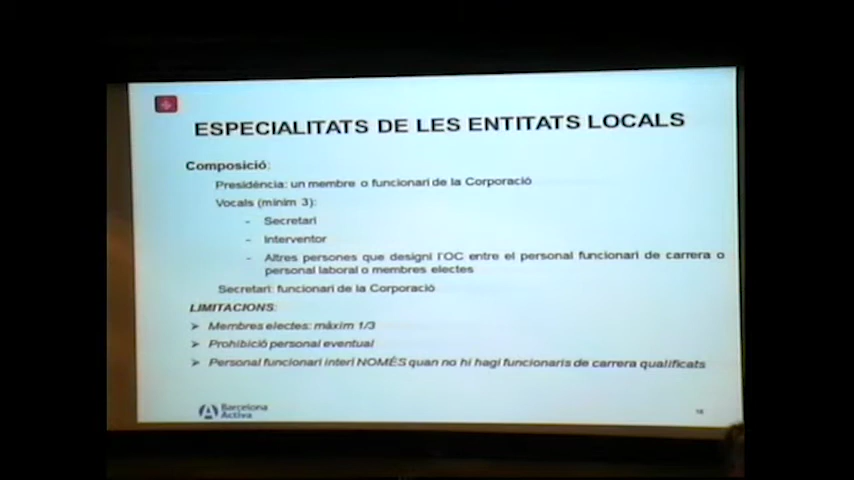 ESPECIALITATS DE LES ENTITATS LOCALS
Composició:
Presidència: un membre o funcionari de la Corporació
Vocals (mínim 3):
- Secretari
- Interventor
- Altres persones que designi l'OC entre el personal funcionari de carrera o
personal laboral o membres electes
Secretari: funcionari de la Corporació
LIMITACIONS:
➢ Membres electes: màxim 1/3
➢ Prohibició personal eventual
➢ Personal funcionari interí NOMÉS quan no hi hagi funcionaris de carrera qualificats
Barcelona
Activa